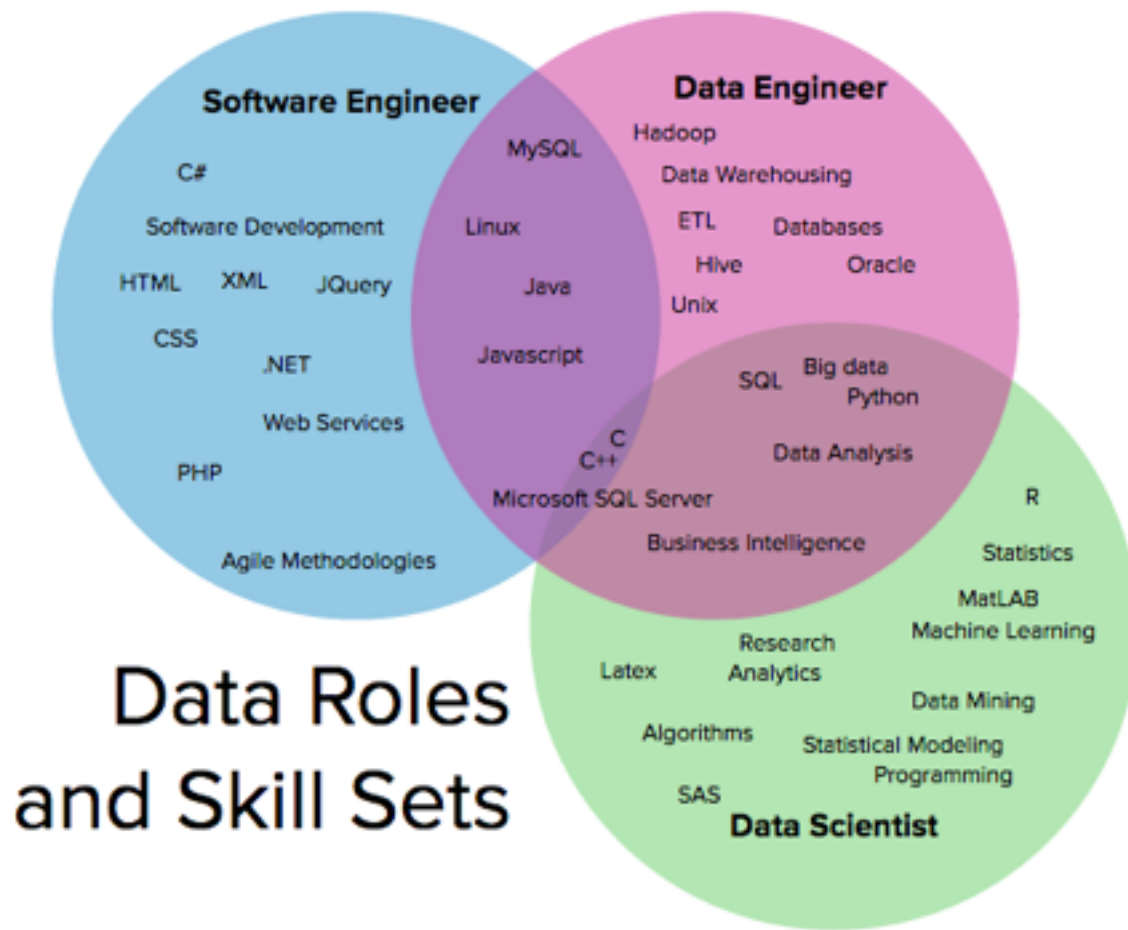 Software Engineer
C#
Software Development
HTML
XML
JQuery
CSS
.NET
Web Services
PHP
Agile Methodologies
MySQL
Linux
Java
Javascript
Data Engineer
Hadoop
Data Warehousing
ETL
Databases
Hive
Oracle
Unix
SQL
Big data
Python
Data Analysis
C
C++
Microsoft SQL Server
Business Intelligence
R
Statistics
MatLAB
Machine Learning
Research
Analytics
Latex
Data Mining
Algorithms
Statistical Modeling
Programming
SAS
Data Scientist
Data Roles
and Skill Sets